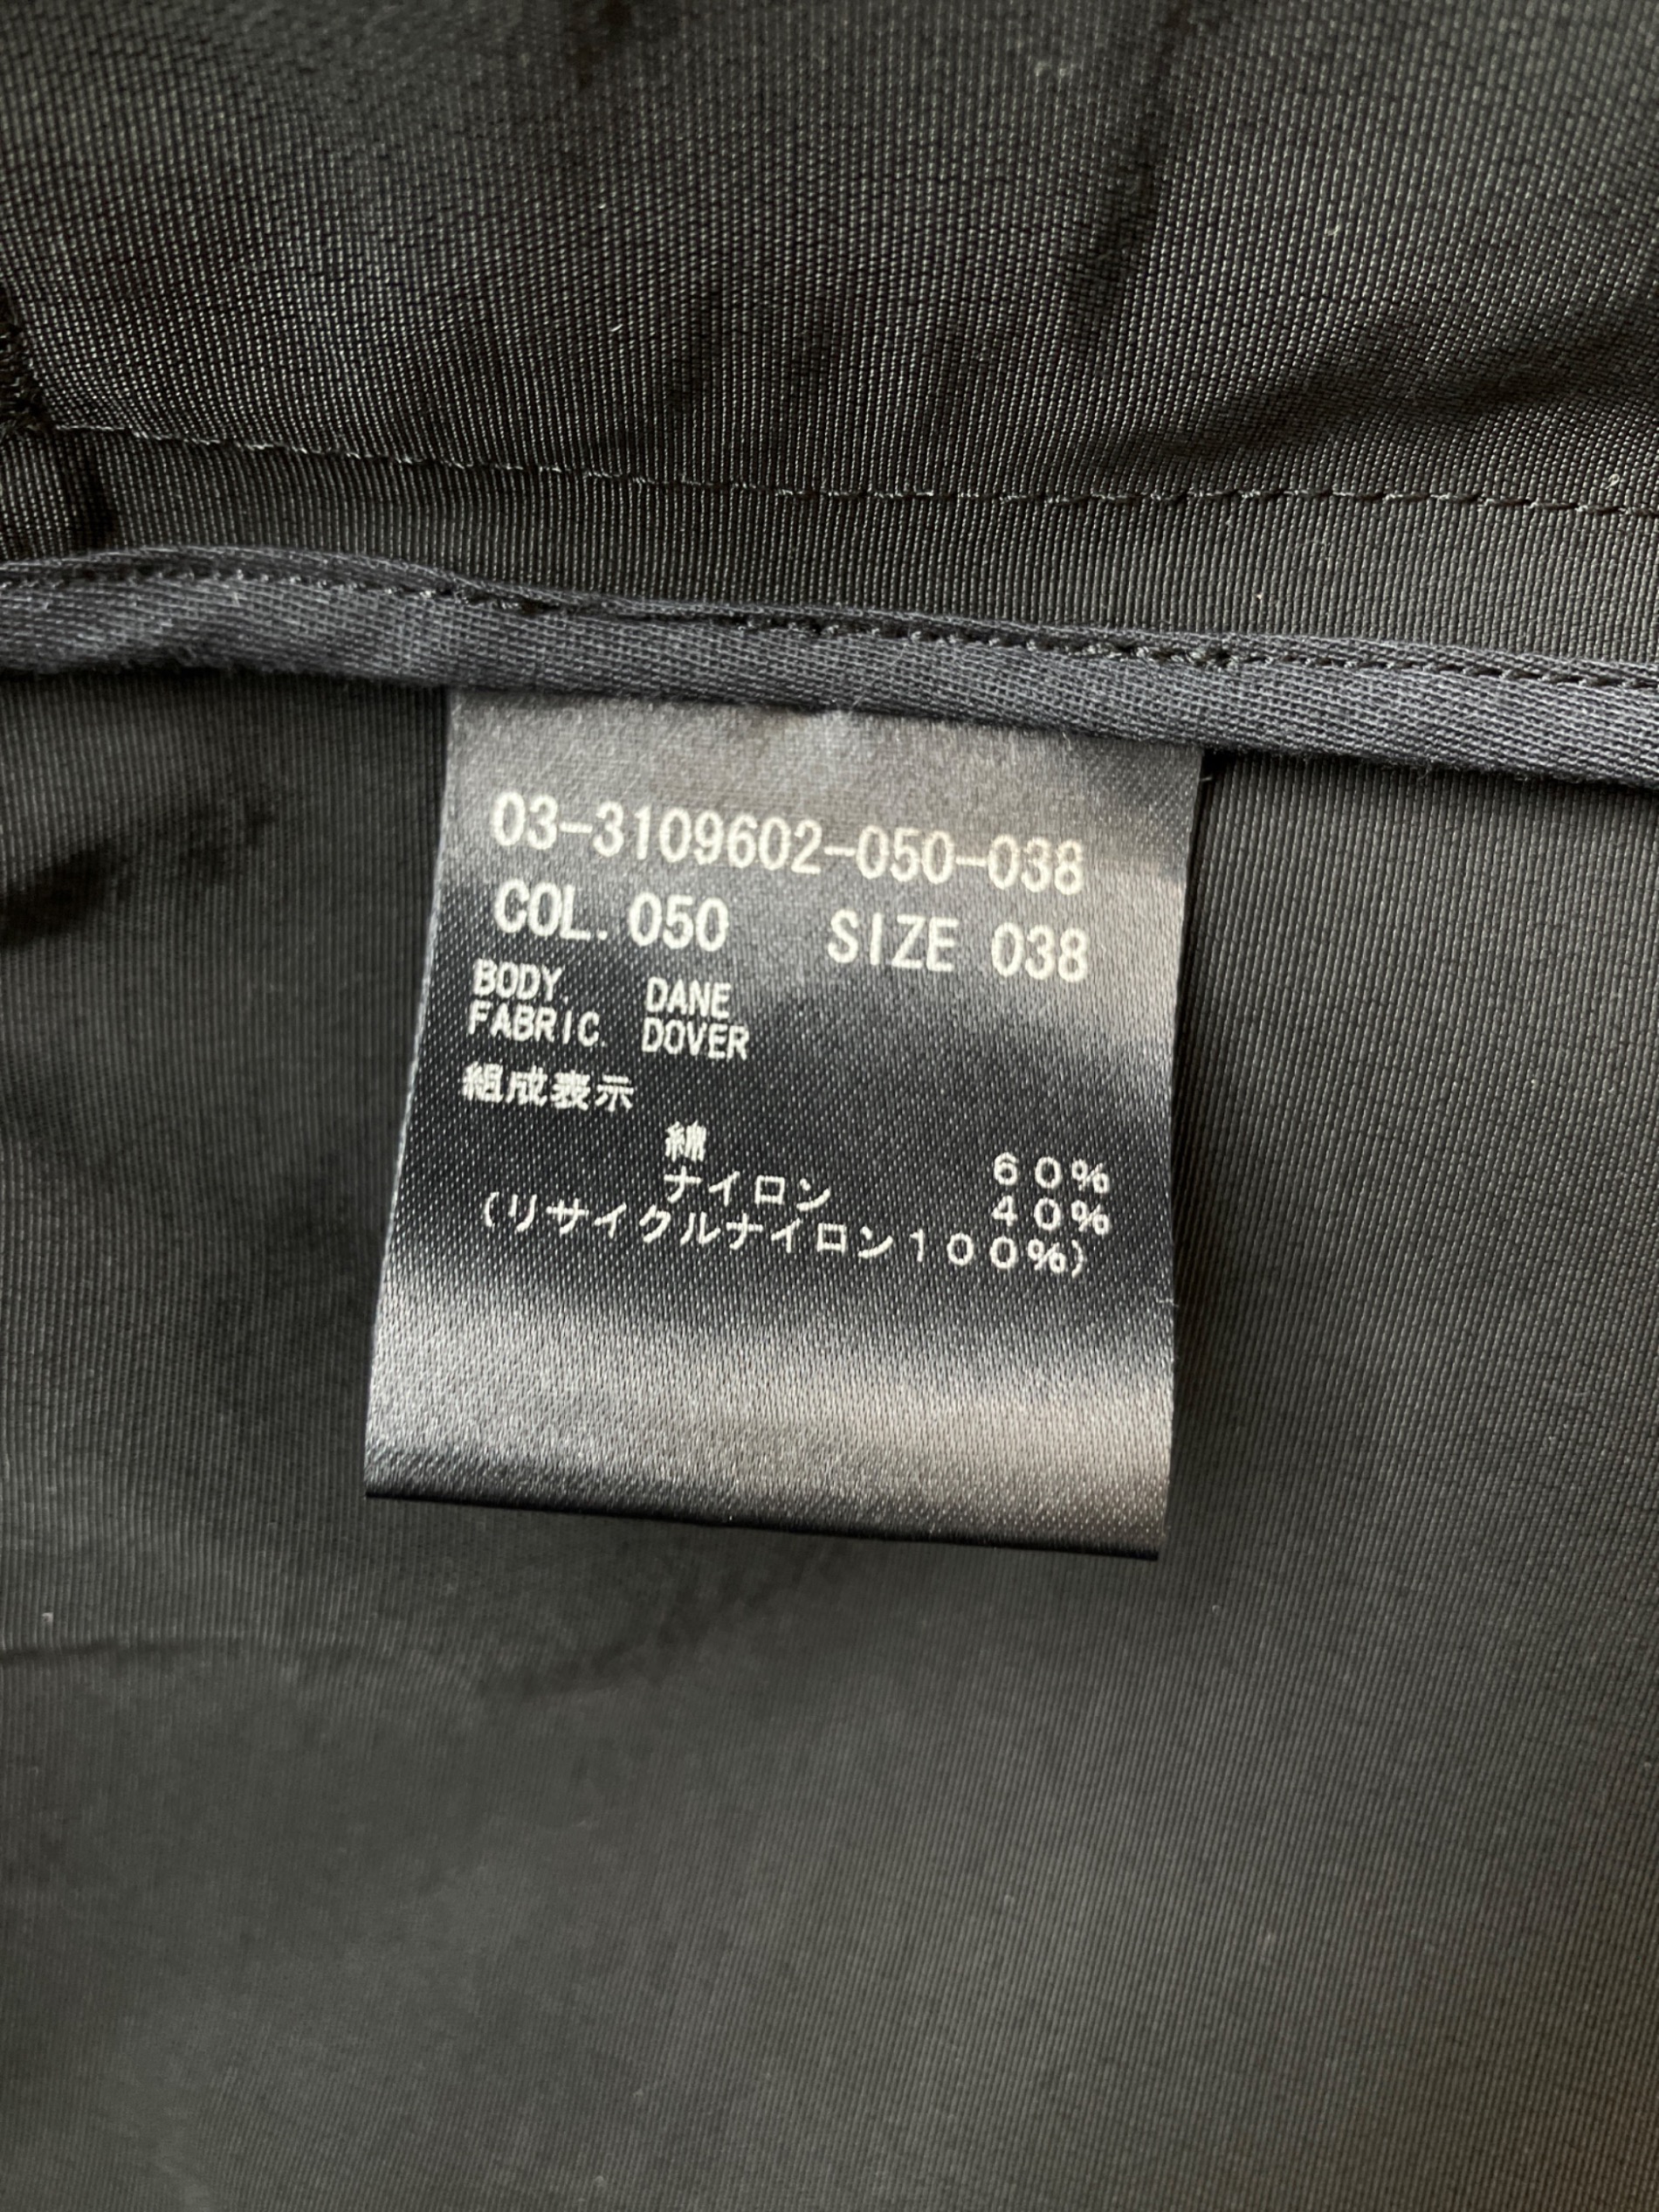 03-3109602-050-038
COL. 050 SIZE 038
BODY. DANE
FABRIC. DOVER
組成表示
綿 60%
ナイロン 40%
(リサイクルナイロン100%)